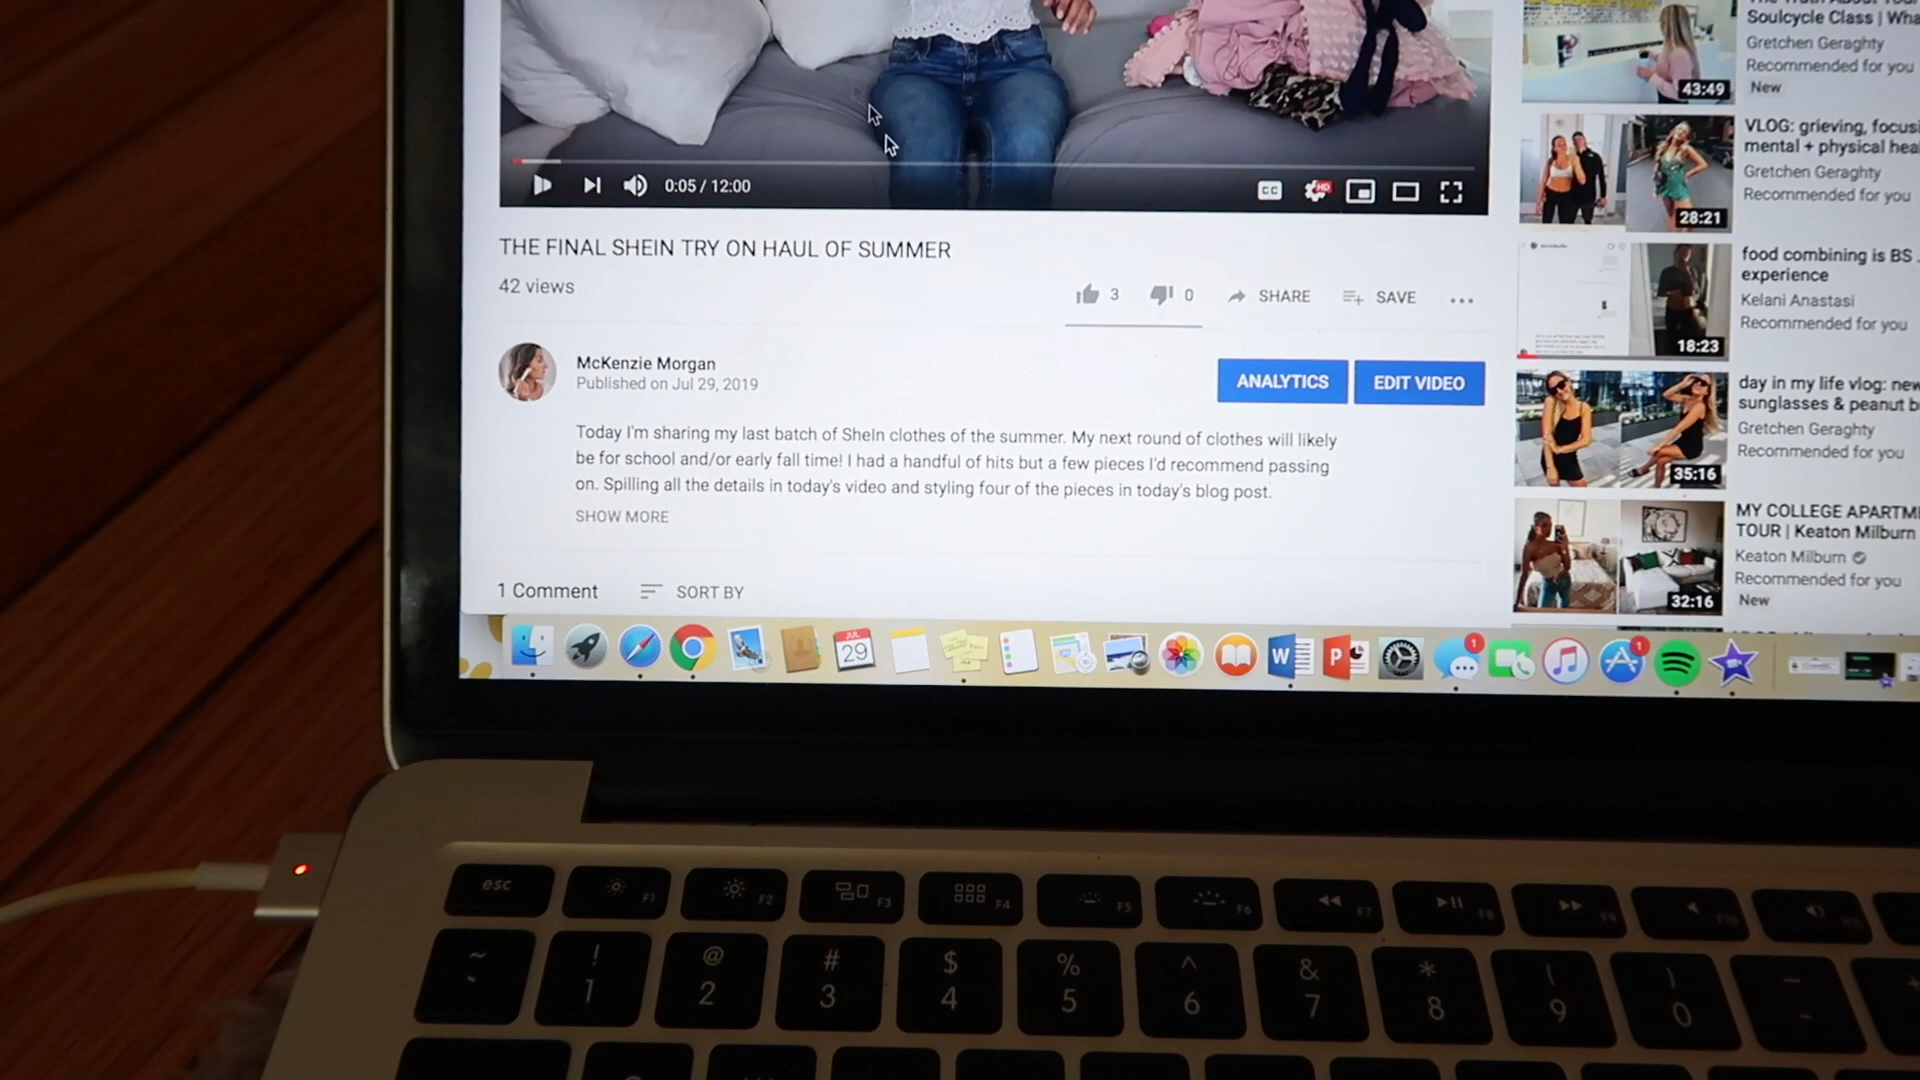 0:05 / 12:00
CC
HD
THE FINAL SHEIN TRY ON HAUL OF SUMMER
42 views
3
0
SHARE
SAVE
McKenzie Morgan
Published on Jul 29, 2019
ANALYTICS
EDIT VIDEO
Today I'm sharing my last batch of SheIn clothes of the summer. My next round of clothes will likely
be for school and/or early fall time! I had a handful of hits but a few pieces I'd recommend passing
on. Spilling all the details in today's video and styling four of the pieces in today's blog post.
SHOW MORE
1 Comment
SORT BY
Soulcycle Class | Wha
Gretchen Geraghty
Recommended for you
New
43:49
VLOG: grieving, focusi
mental + physical hea
Gretchen Geraghty
Recommended for you
28:21
food combining is BS
experience
Kelani Anastasi
Recommended for you
18:23
day in my life vlog: new
sunglasses & peanut b
Gretchen Geraghty
Recommended for you
35:16
MY COLLEGE APARTM
TOUR | Keaton Milburn
Keaton Milburn
Recommended for you
New
32:16
JUL
29
W
P
1
1
esc
F1
F2
F3
F4
F5
F6
F7
F8
F9
~
`
!
1
@
2
#
3
$
4
%
5
^
6
&
7
*
8
(
9
)
0